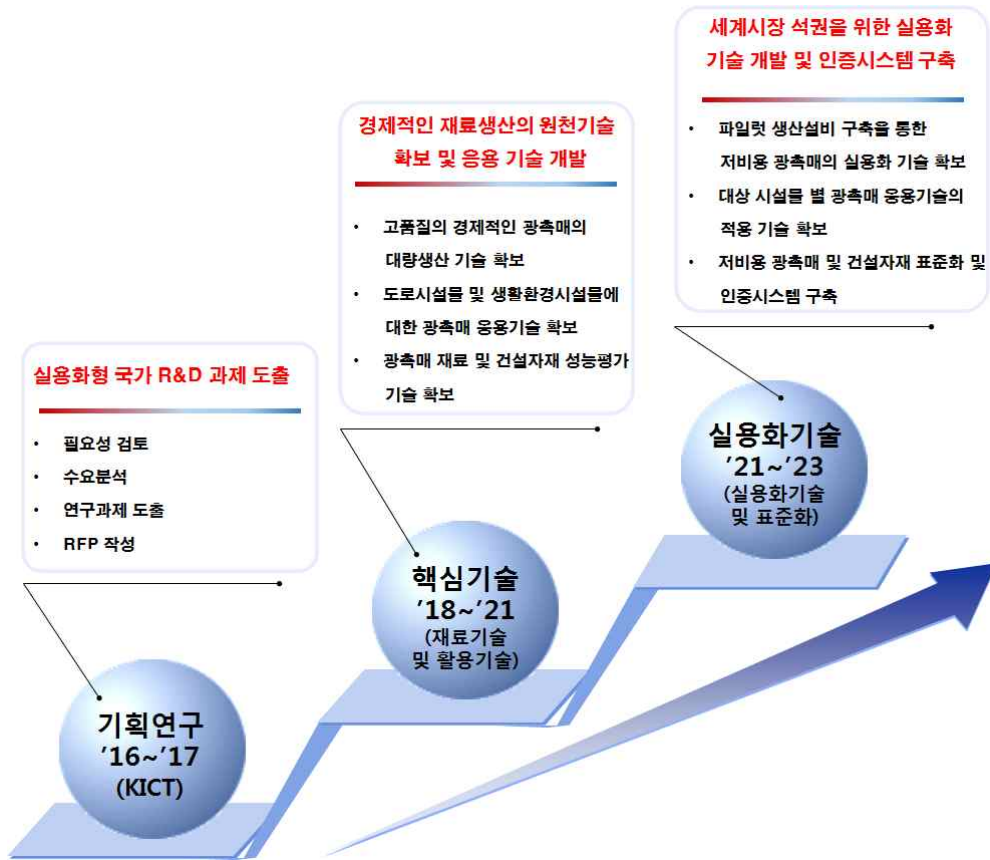 세계시장 석권을 위한 실용화
기술 개발 및 인증시스템 구축
• 파일럿 생산설비 구축을 통한
저비용 광촉매의 실용화 기술 확보
• 대상 시설물 별 광촉매 응용기술의
적용 기술 확보
• 저비용 광촉매 및 건설자재 표준화 및
인증시스템 구축
경제적인 재료생산의 원천기술
확보 및 응용 기술 개발
• 고품질의 경제적인 광촉매의
대량생산 기술 확보
• 도로시설물 및 생활환경시설물에
대한 광촉매 응용기술 확보
• 광촉매 재료 및 건설자재 성능평가
기술 확보
실용화형 국가 R&D 과제 도출
• 필요성 검토
• 수요분석
• 연구과제 도출
• RFP 작성
실용화기술
’21~’23
(실용화기술
및 표준화)
핵심기술
’18~’21
(재료기술
및 활용기술)
기획연구
’16~’17
(KICT)